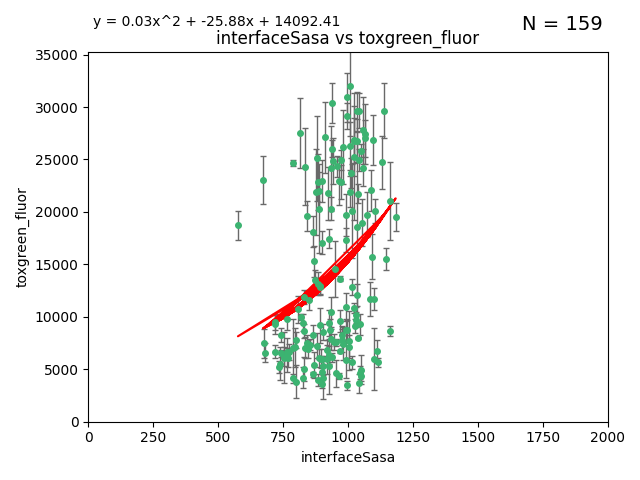 y = 0.03x^2 + -25.88x + 14092.41
N = 159
interfaceSasa vs toxgreen_fluor
toxgreen_fluor
35000
30000
25000
20000
15000
10000
5000
0
0 250 500 750 1000 1250 1500 1750 2000
interfaceSasa